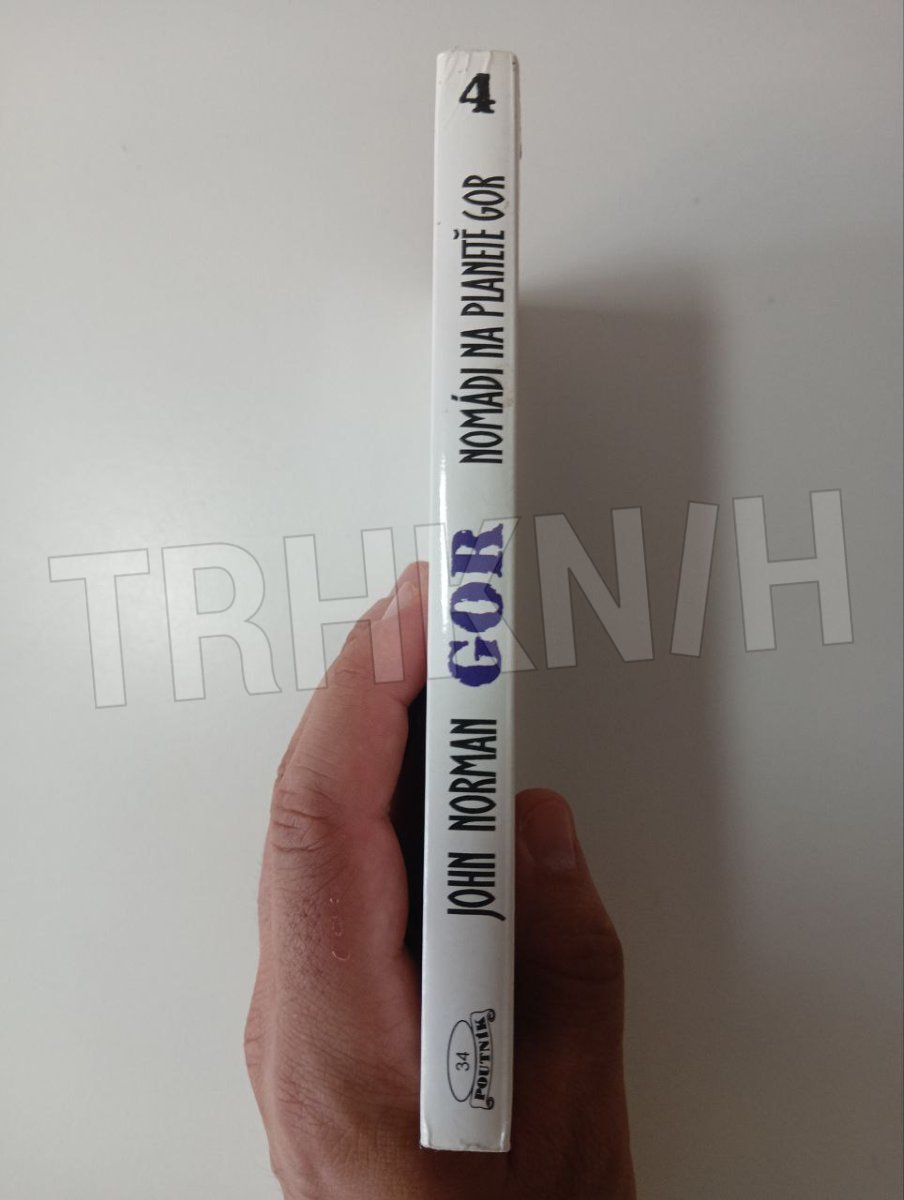 4
NOMÁDI NA PLANETĚ GOR
GOR
JOHN NORMAN
34
POUTNÍK
TRHKNIH